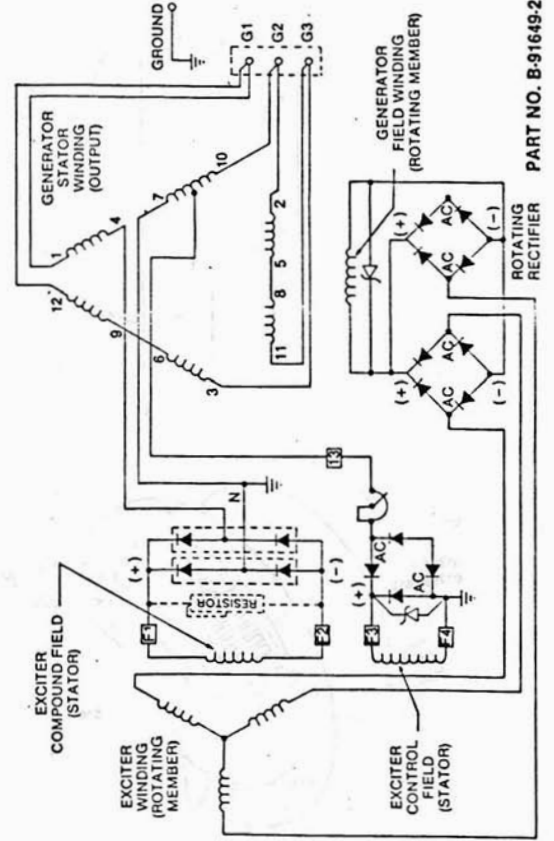 GROUND
G1
G2
G3
GENERATOR
STATOR
WINDING
(OUTPUT)
1
4
7
10
12
9
6
3
2
5
8
11
GENERATOR
FIELD WINDING
(ROTATING MEMBER)
EXCITER
COMPOUND FIELD
(STATOR)
F1
(+)
RESISTOR
F2
(-)
N
13
EXCITER
WINDING
(ROTATING
MEMBER)
EXCITER
CONTROL
FIELD
(STATOR)
F3
(+)
F4
AC
AC
(+)
AC
AC
(-)
(+)
AC
AC
(-)
ROTATING
RECTIFIER
PART NO. B-91649-2